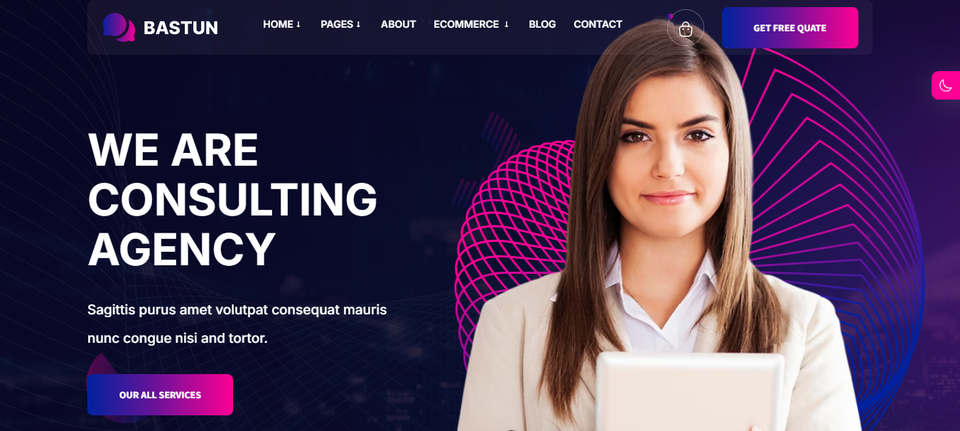 BASTUN
HOME
PAGES
ABOUT
ECOMMERCE
BLOG
CONTACT
GET FREE QUATE
WE ARE
CONSULTING
AGENCY
Sagittis purus amet volutpat consequat mauris
nunc congue nisi and tortor.
OUR ALL SERVICES